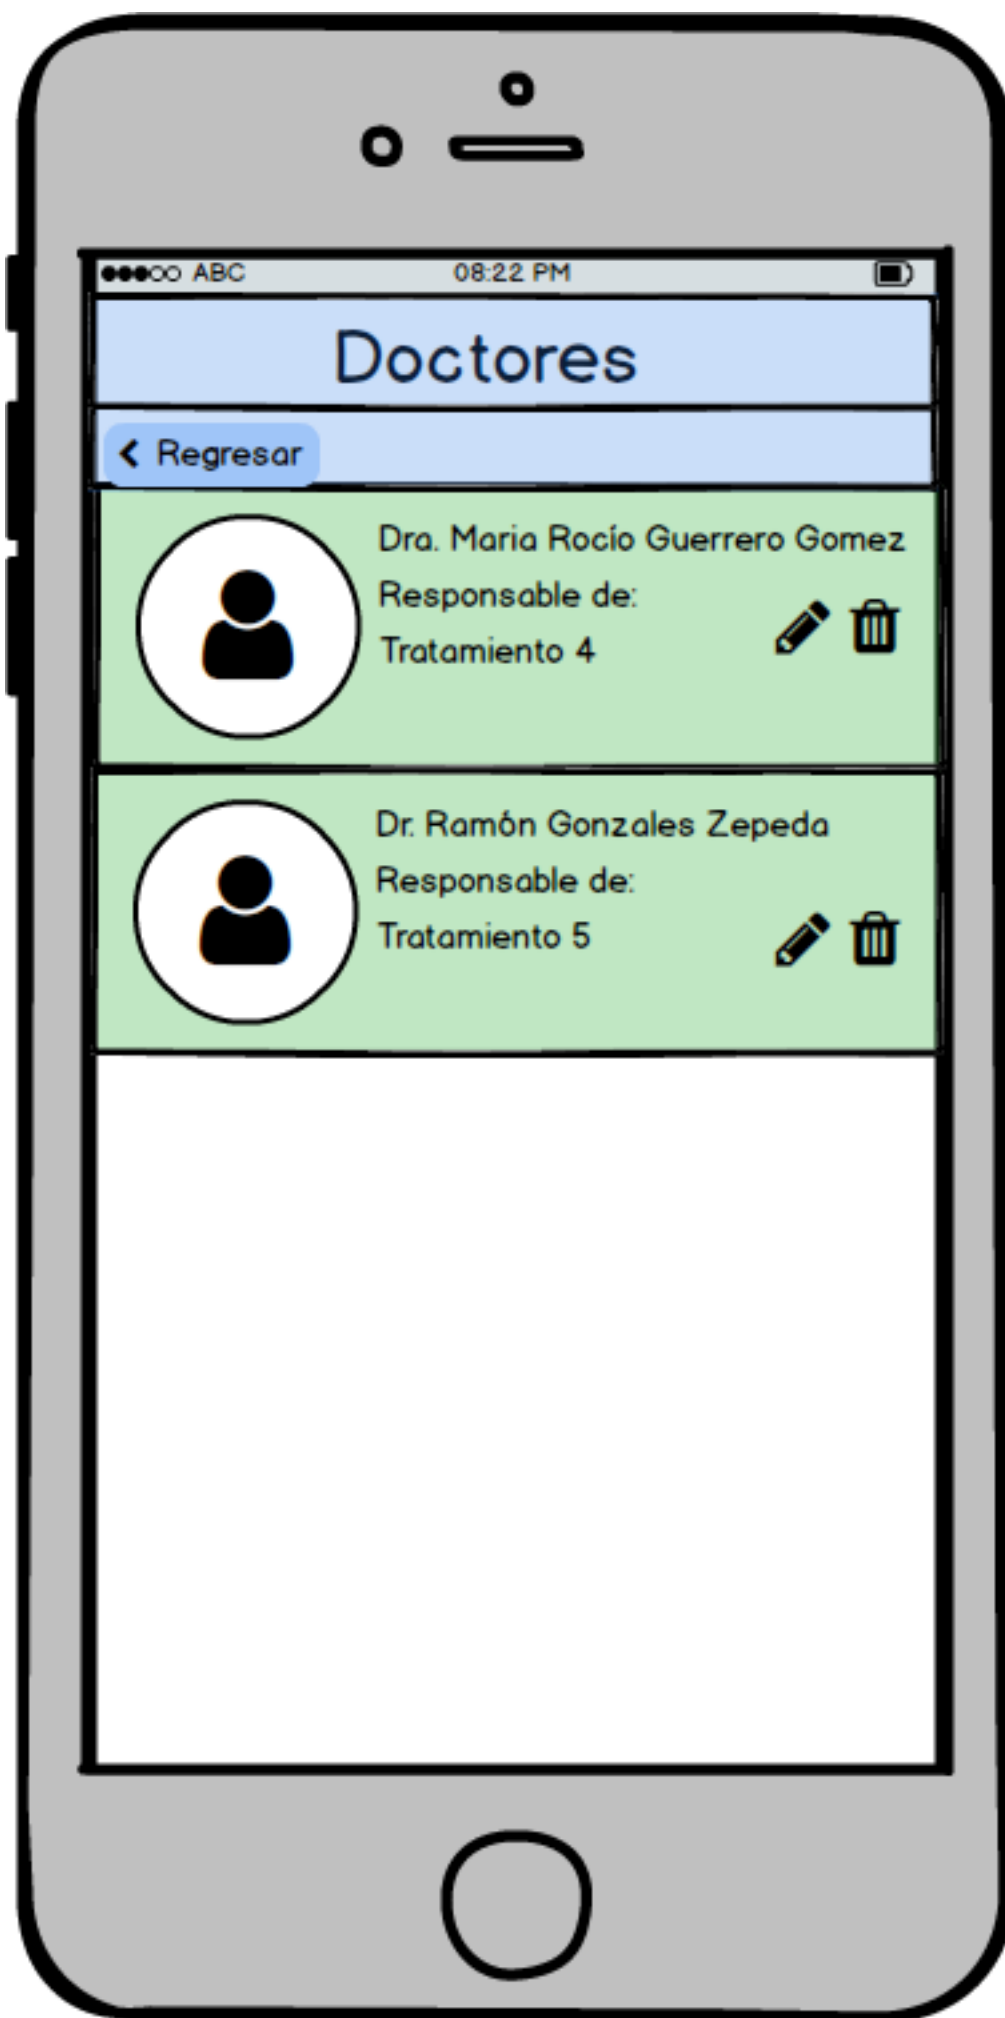 ABC 08:22 PM
Doctores
Regresar
Dra. Maria Rocío Guerrero Gomez
Responsable de:
Tratamiento 4
Dr. Ramón Gonzales Zepeda
Responsable de:
Tratamiento 5